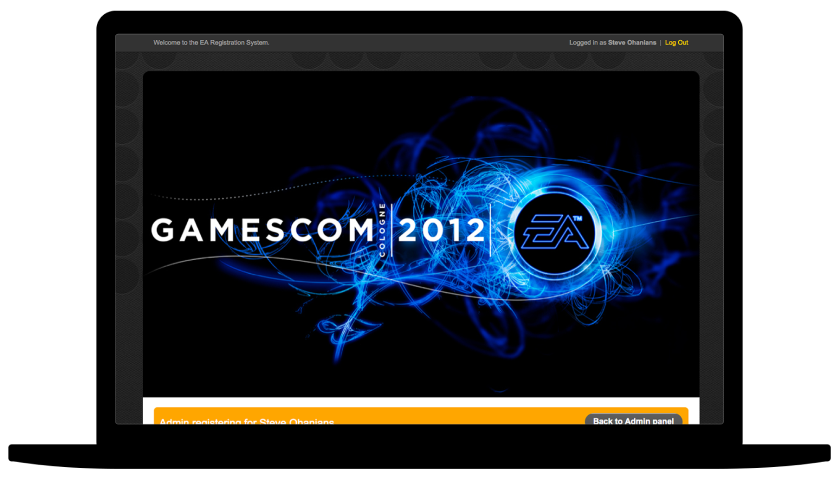 Welcome to the EA Registration System.
Logged in as Steve Ohanians | Log Out
GAMESCOM COLOGNE 2012 EA™
Admin registering for Steve Ohanians
Back to Admin panel